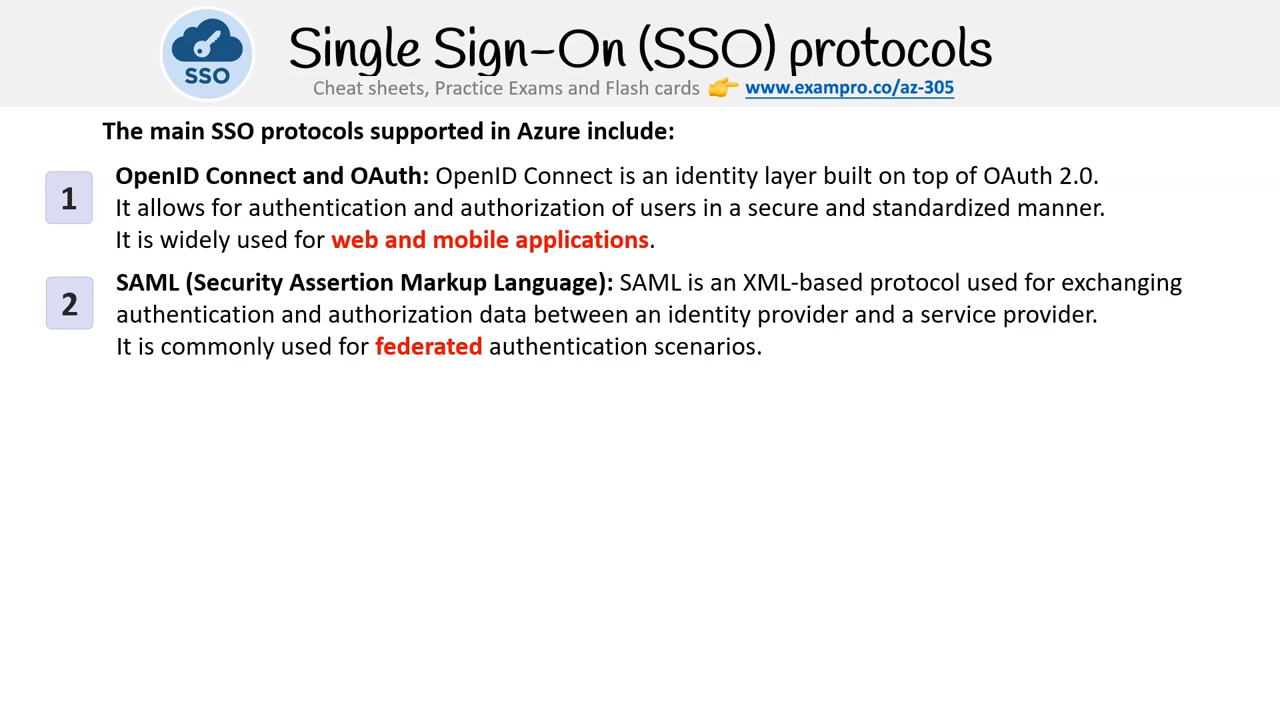 SSO
Single Sign-On (SSO) protocols
Cheat sheets, Practice Exams and Flash cards 👉 www.exampro.co/az-305
The main SSO protocols supported in Azure include:
1
OpenID Connect and OAuth: OpenID Connect is an identity layer built on top of OAuth 2.0.
It allows for authentication and authorization of users in a secure and standardized manner.
It is widely used for web and mobile applications.
2
SAML (Security Assertion Markup Language): SAML is an XML-based protocol used for exchanging
authentication and authorization data between an identity provider and a service provider.
It is commonly used for federated authentication scenarios.